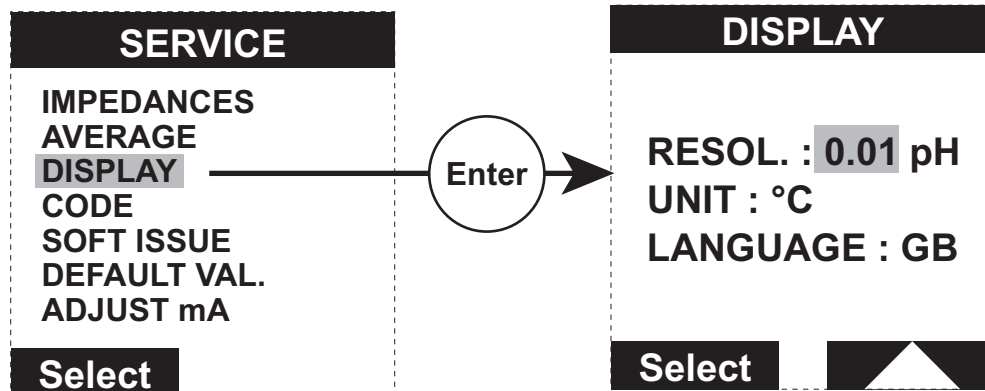 SERVICE
IMPEDANCES
AVERAGE
DISPLAY
CODE
SOFT ISSUE
DEFAULT VAL.
ADJUST mA
Select
Enter
DISPLAY
RESOL. : 0.01 pH
UNIT : °C
LANGUAGE : GB
Select